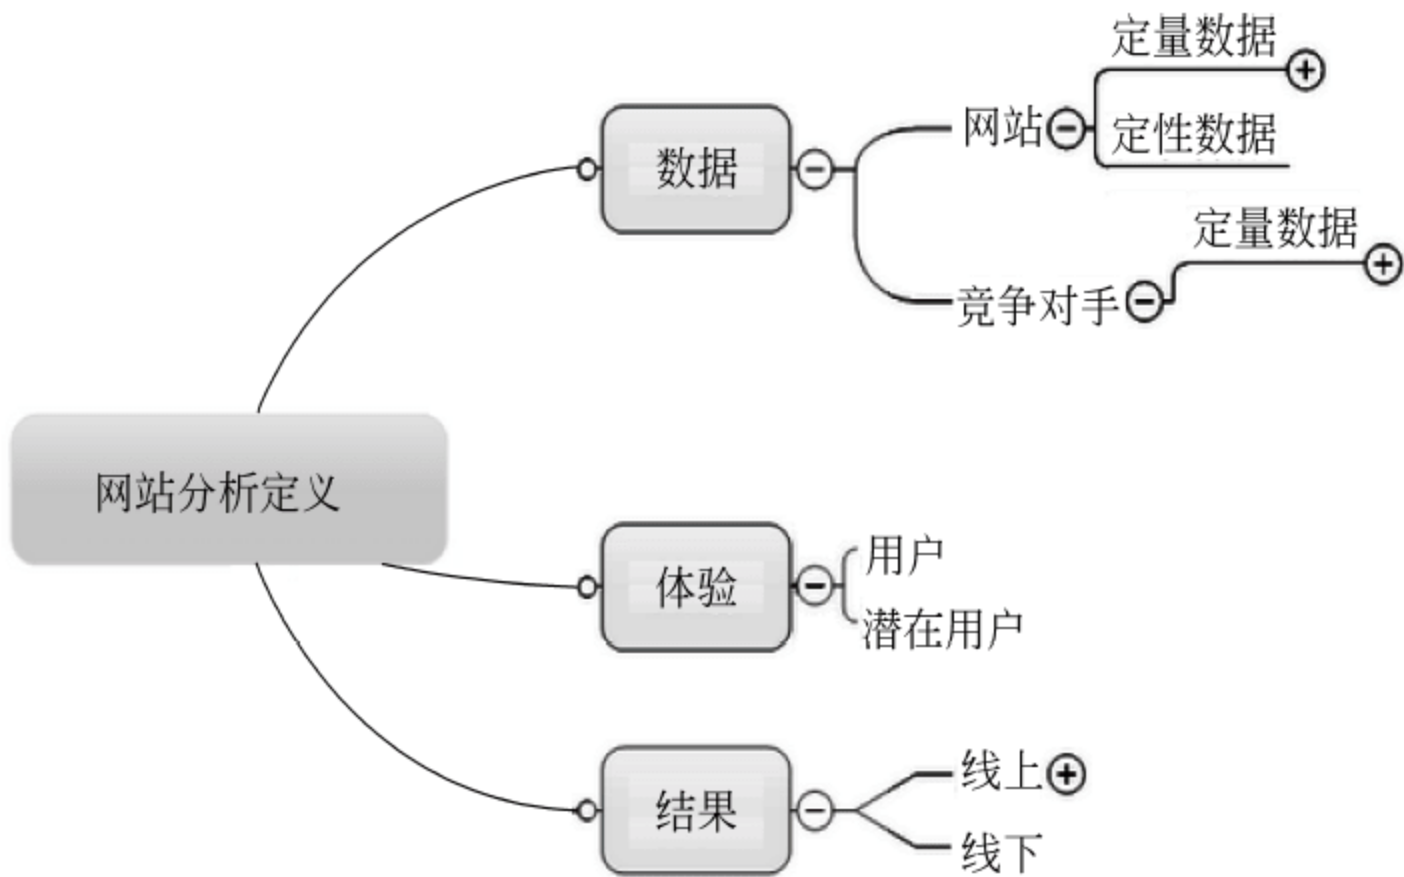 网站分析定义
数据
网站
定量数据
定性数据
竞争对手
定量数据
体验
用户
潜在用户
结果
线上
线下